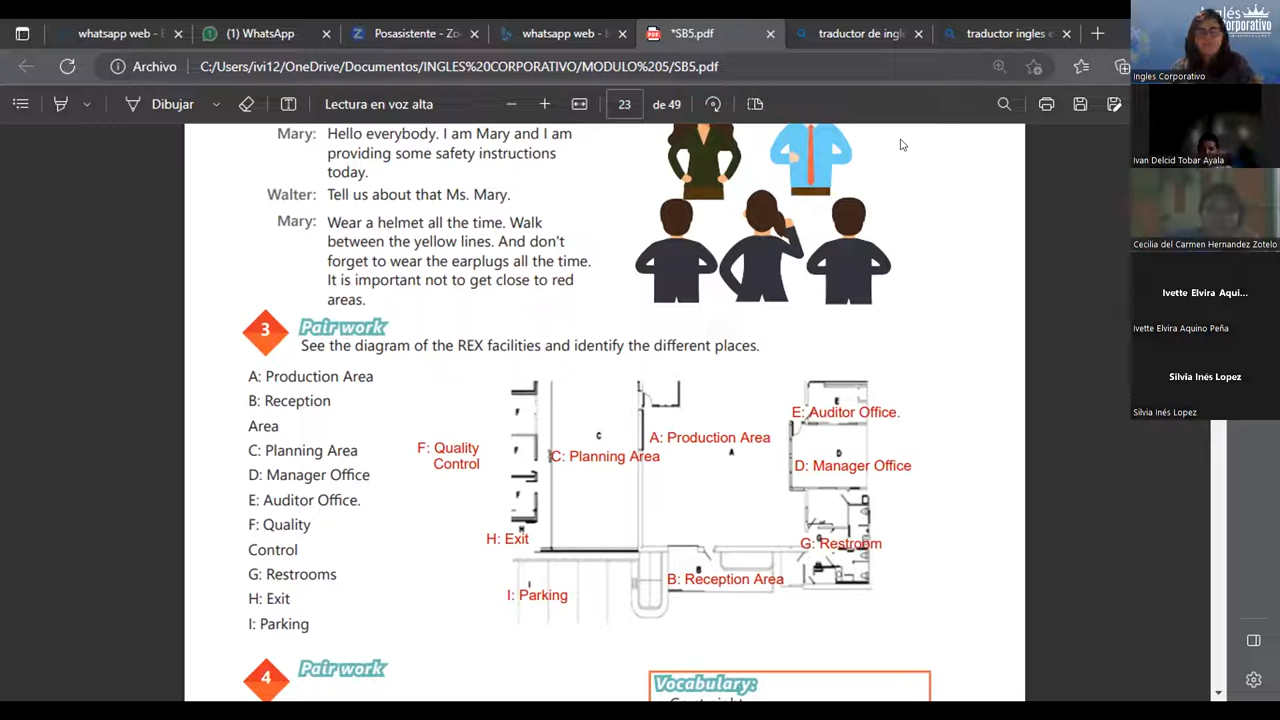 whatsapp web - E
(1) WhatsApp
Posasistente - Zo
whatsapp web - b
*SB5.pdf
traductor de ingl
traductor ingles e
Archivo
C:/Users/ivi12/OneDrive/Documentos/INGLES%20CORPORATIVO/MODULO%205/SB5.pdf
Dibujar
Lectura en voz alta
23
de 49
Inglés
Corporativo
Ingles Corporativo
Ivan Delcid Tobar Ayala
Cecilia del Carmen Hernandez Zotelo
Ivette Elvira Aqui...
Ivette Elvira Aquino Peña
Silvia Inés Lopez
Silvia Inés Lopez
Mary: Hello everybody. I am Mary and I am
providing some safety instructions
today.
Walter: Tell us about that Ms. Mary.
Mary: Wear a helmet all the time. Walk
between the yellow lines. And don't
forget to wear the earplugs all the time.
It is important not to get close to red
areas.
3
Pair work
See the diagram of the REX facilities and identify the different places.
A: Production Area
B: Reception
Area
C: Planning Area
D: Manager Office
E: Auditor Office.
F: Quality
Control
G: Restrooms
H: Exit
I: Parking
E
E: Auditor Office.
F
C
A: Production Area
F: Quality
Control
F
C: Planning Area
A
D
D: Manager Office
F
H
H: Exit
G: Restroom
B
B: Reception Area
I
I: Parking
4
Pair work
Vocabulary: